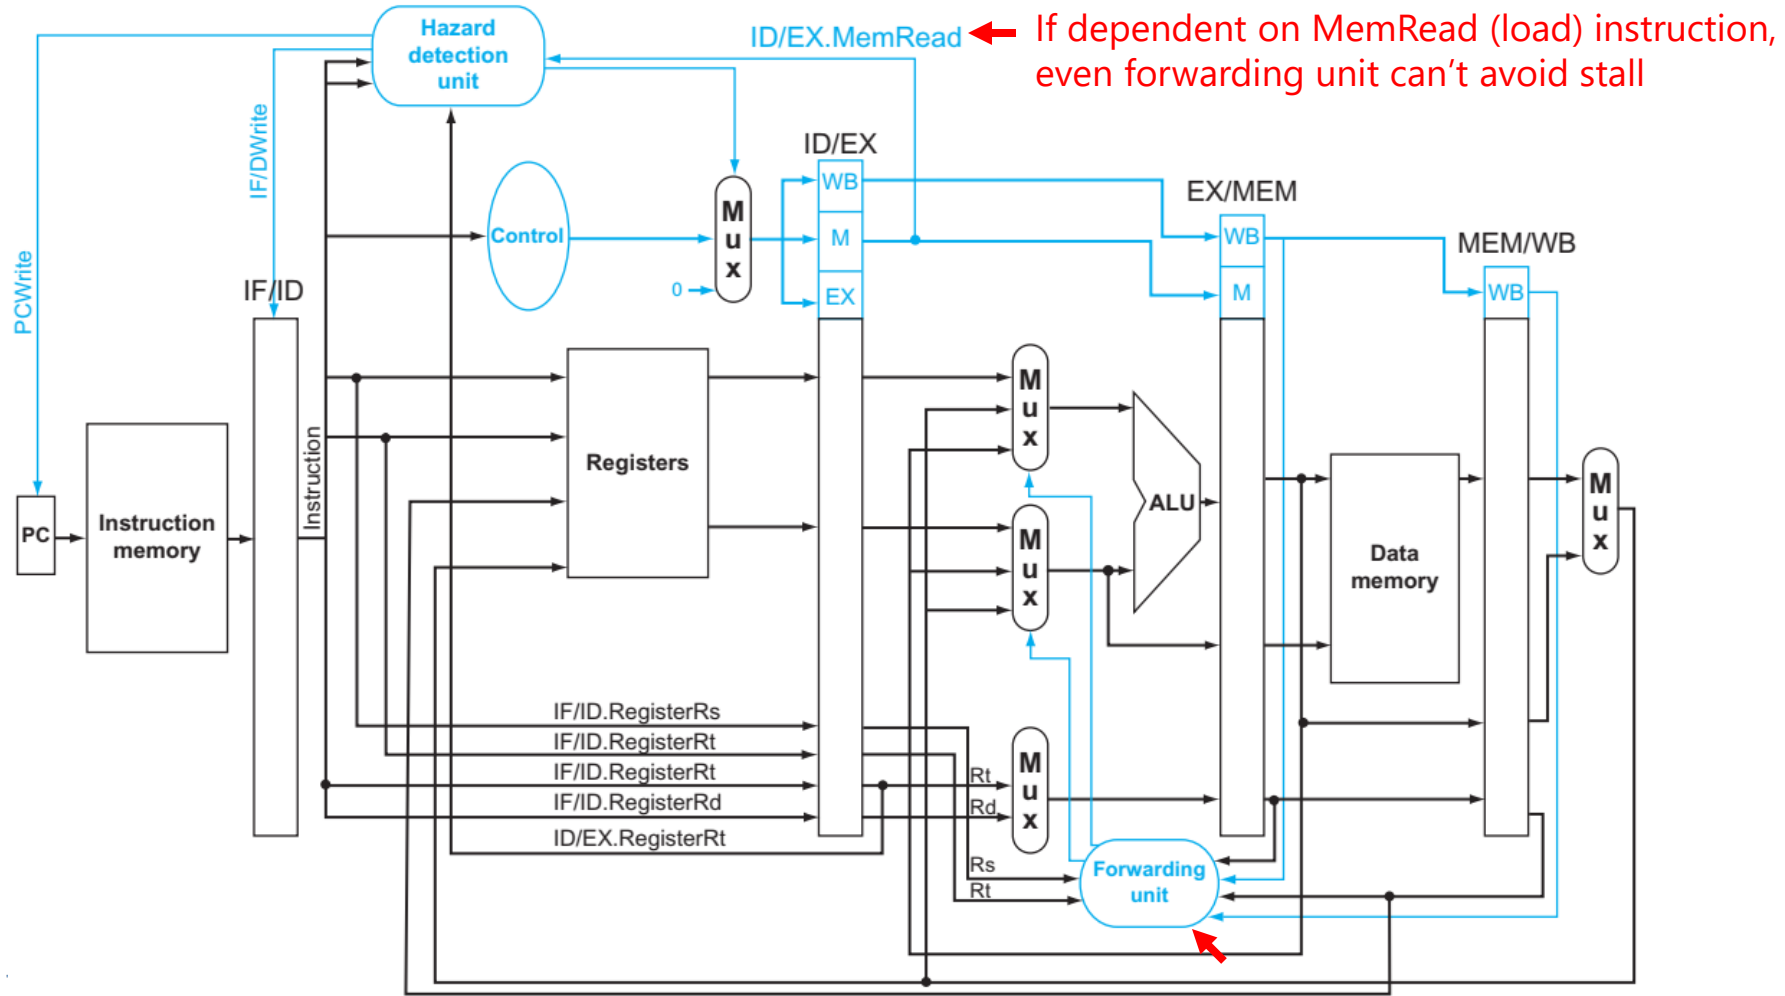 Hazard
detection
unit
ID/EX.MemRead
If dependent on MemRead (load) instruction,
even forwarding unit can’t avoid stall
IF/DWrite
PCWrite
ID/EX
WB
M
EX
Control
M
u
x
0
EX/MEM
WB
M
MEM/WB
WB
IF/ID
PC
Instruction
memory
Instruction
Registers
M
u
x
M
u
x
ALU
Data
memory
M
u
x
IF/ID.RegisterRs
IF/ID.RegisterRt
IF/ID.RegisterRt
IF/ID.RegisterRd
ID/EX.RegisterRt
Rt
Rd
M
u
x
Rs
Rt
Forwarding
unit